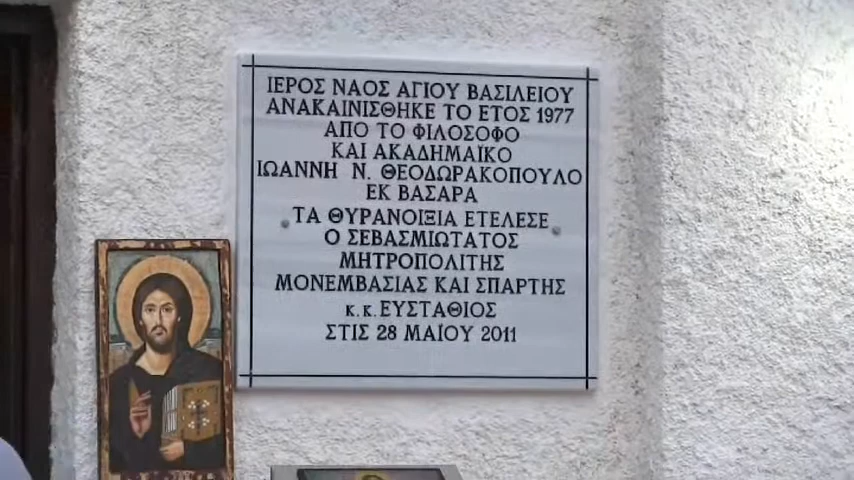 ΙΕΡΟΣ ΝΑΟΣ ΑΓΙΟΥ ΒΑΣΙΛΕΙΟΥ
ΑΝΑΚΑΙΝΙΣΘΗΚΕ ΤΟ ΕΤΟΣ 1977
ΑΠΟ ΤΟ ΦΙΛΟΣΟΦΟ
ΚΑΙ ΑΚΑΔΗΜΑΪΚΟ
ΙΩΑΝΝΗ Ν. ΘΕΟΔΩΡΑΚΟΠΟΥΛΟ
ΕΚ ΒΑΣΑΡΑ
ΤΑ ΘΥΡΑΝΟΙΞΙΑ ΕΤΕΛΕΣΕ
Ο ΣΕΒΑΣΜΙΩΤΑΤΟΣ
ΜΗΤΡΟΠΟΛΙΤΗΣ
ΜΟΝΕΜΒΑΣΙΑΣ ΚΑΙ ΣΠΑΡΤΗΣ
κ.κ.ΕΥΣΤΑΘΙΟΣ
ΣΤΙΣ 28 ΜΑΪΟΥ 2011